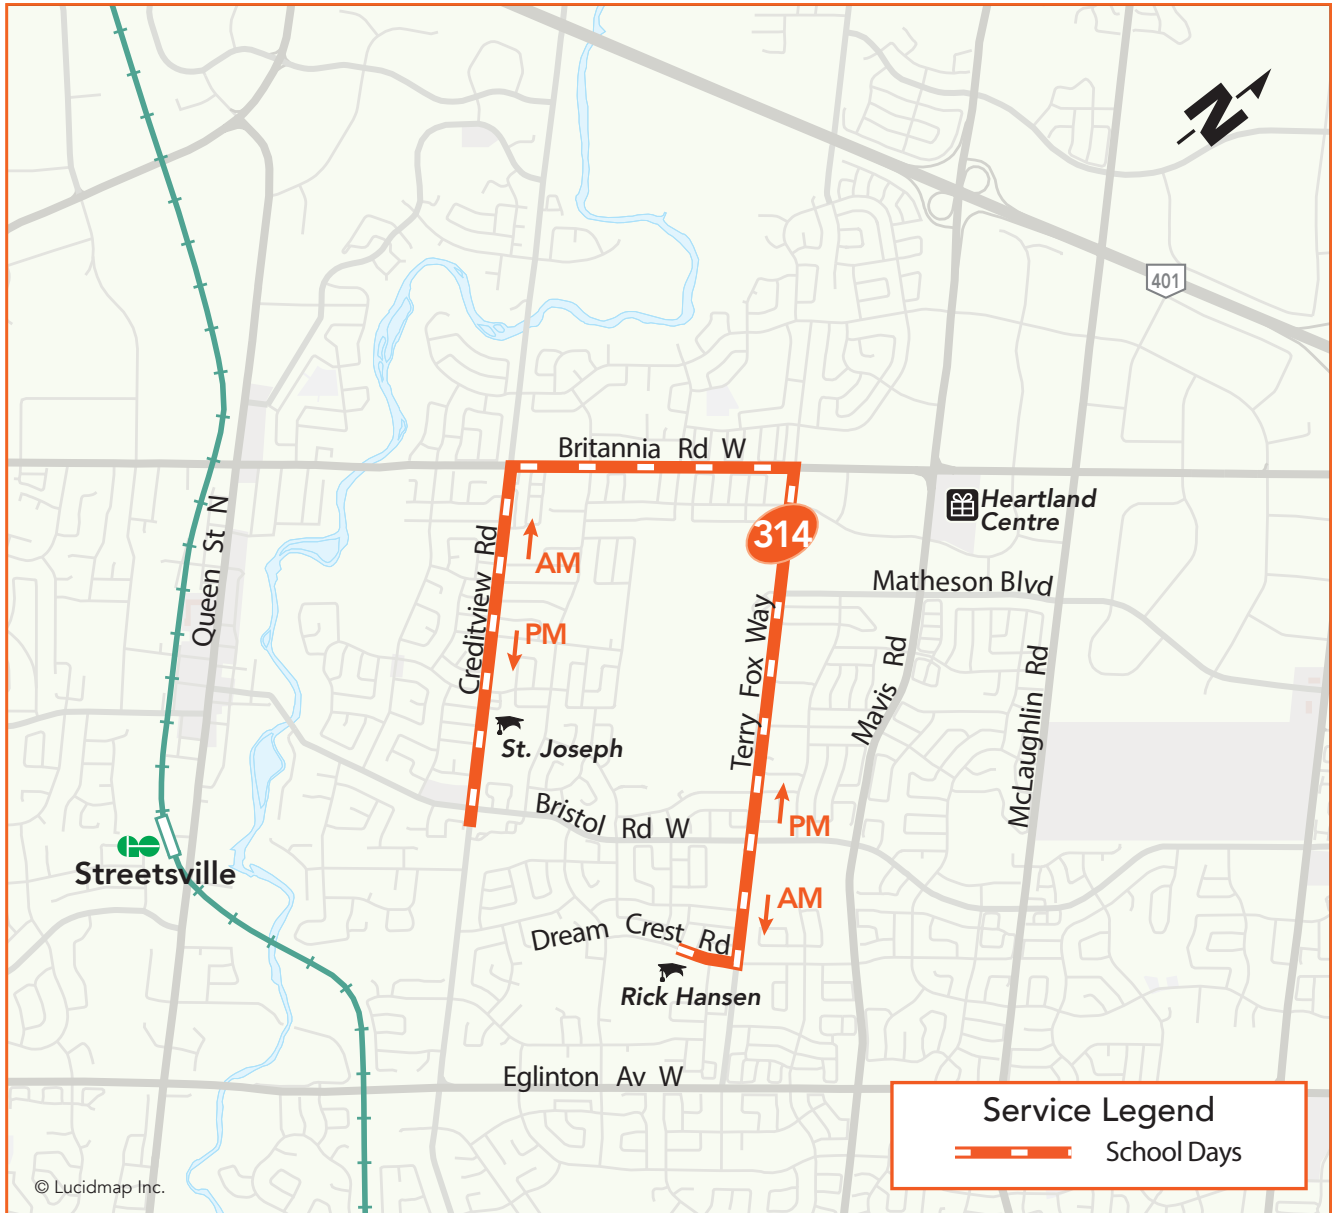 N
401
Britannia Rd W
Heartland
Centre
Queen St N
Creditview Rd
AM
314
Matheson Blvd
PM
Terry Fox Way
Mavis Rd
McLaughlin Rd
St. Joseph
Bristol Rd W
PM
Streetsville
AM
Dream Crest Rd
Rick Hansen
Eglinton Av W
Service Legend
School Days
© Lucidmap Inc.